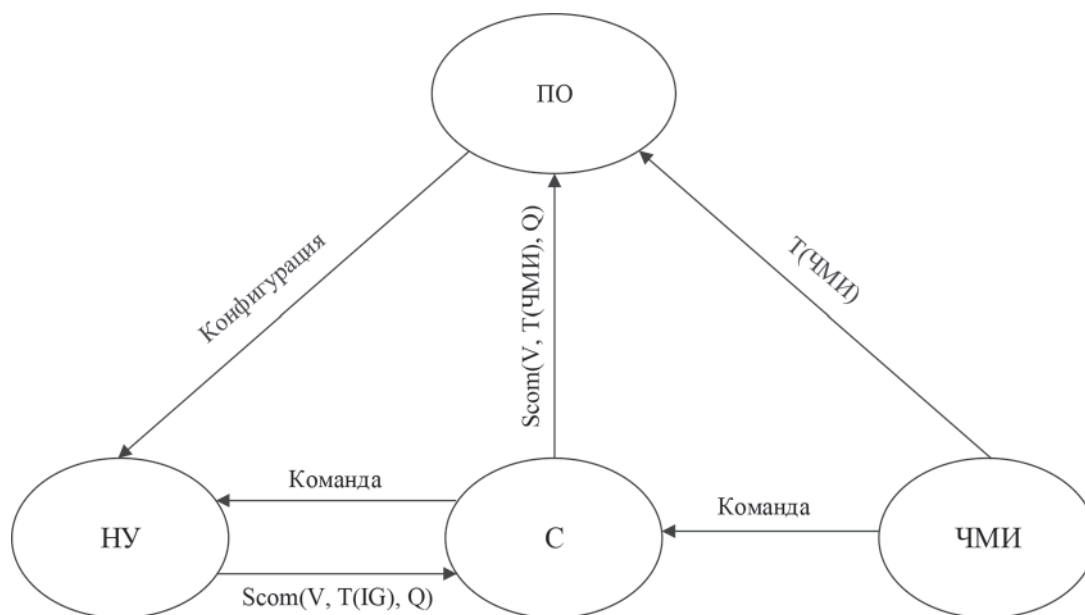 ПО
Конфигурация
Scom(V, T(ЧМИ), Q)
T(ЧМИ)
Команда
Команда
НУ
С
ЧМИ
Scom(V, T(IG), Q)